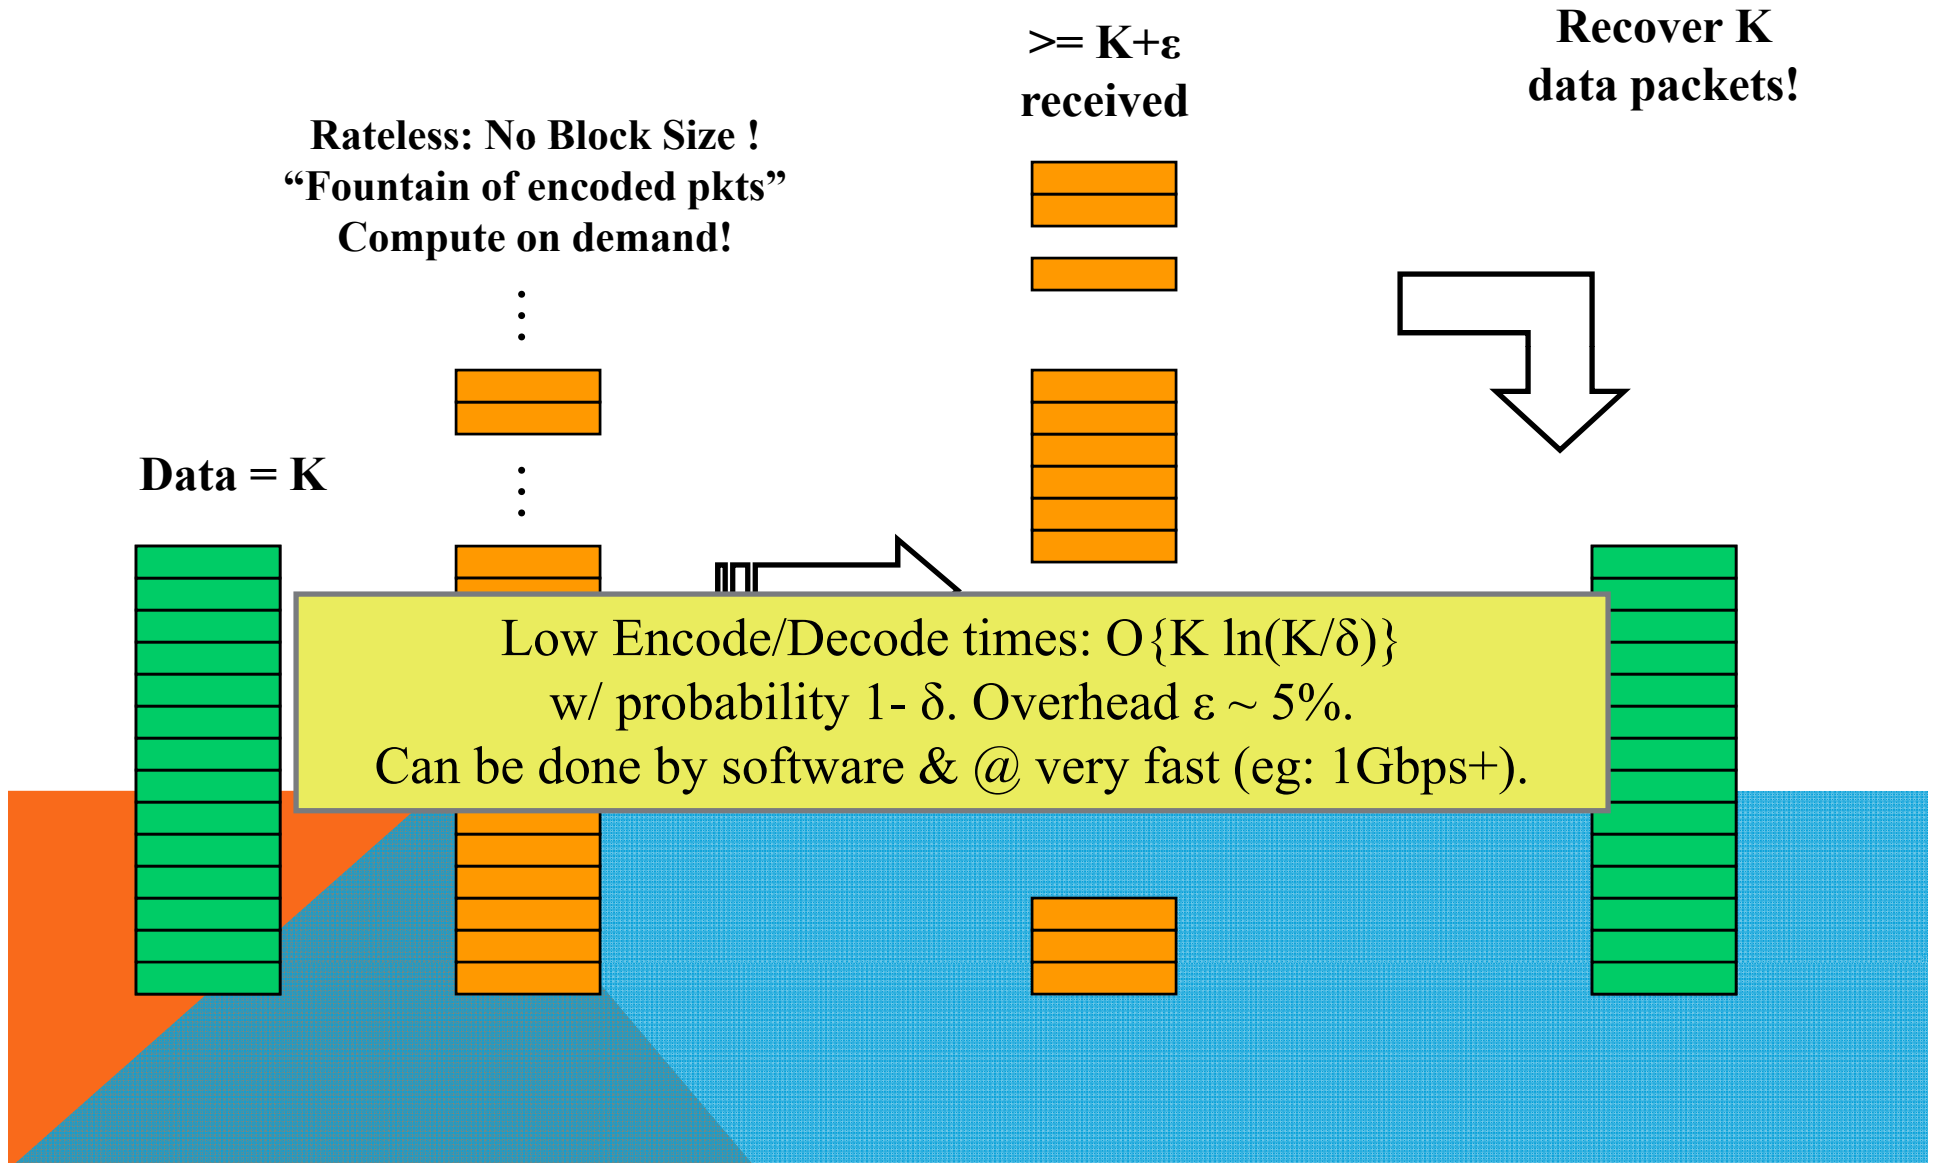 >= K+ε
received
Recover K
data packets!
Rateless: No Block Size !
“Fountain of encoded pkts”
Compute on demand!
Data = K
Low Encode/Decode times: O{K ln(K/δ)}
w/ probability 1- δ. Overhead ε ~ 5%.
Can be done by software & @ very fast (eg: 1Gbps+).